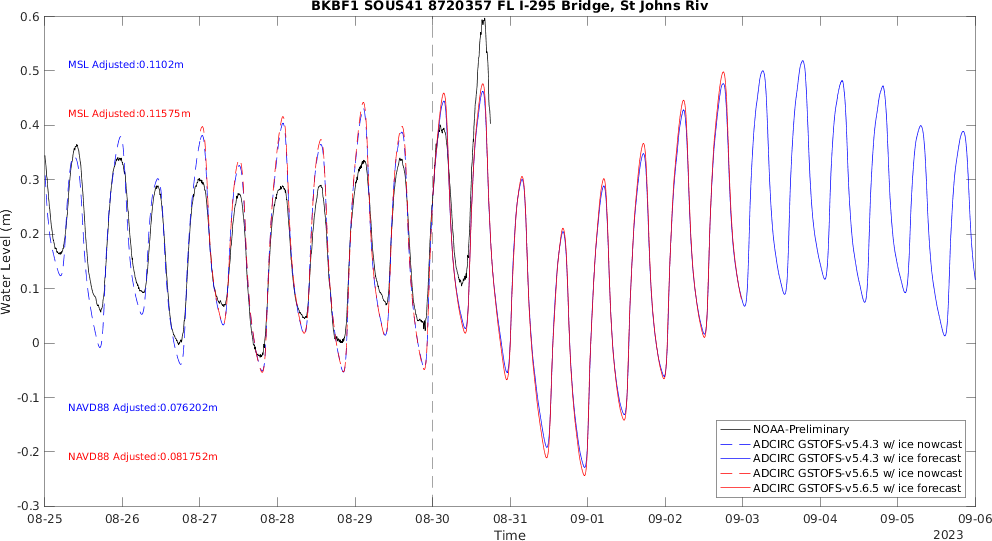 BKBF1 SOUS41 8720357 FL I-295 Bridge, St Johns Riv
0.6
0.5
0.4
0.3
0.2
0.1
0
-0.1
-0.2
-0.3
Water Level (m)
MSL Adjusted:0.1102m
MSL Adjusted:0.11575m
NAVD88 Adjusted:0.076202m
NAVD88 Adjusted:0.081752m
NOAA-Preliminary
ADCIRC GSTOFS-v5.4.3 w/ ice nowcast
ADCIRC GSTOFS-v5.4.3 w/ ice forecast
ADCIRC GSTOFS-v5.6.5 w/ ice nowcast
ADCIRC GSTOFS-v5.6.5 w/ ice forecast
08-25 08-26 08-27 08-28 08-29 08-30 08-31 09-01 09-02 09-03 09-04 09-05 09-06
Time
2023